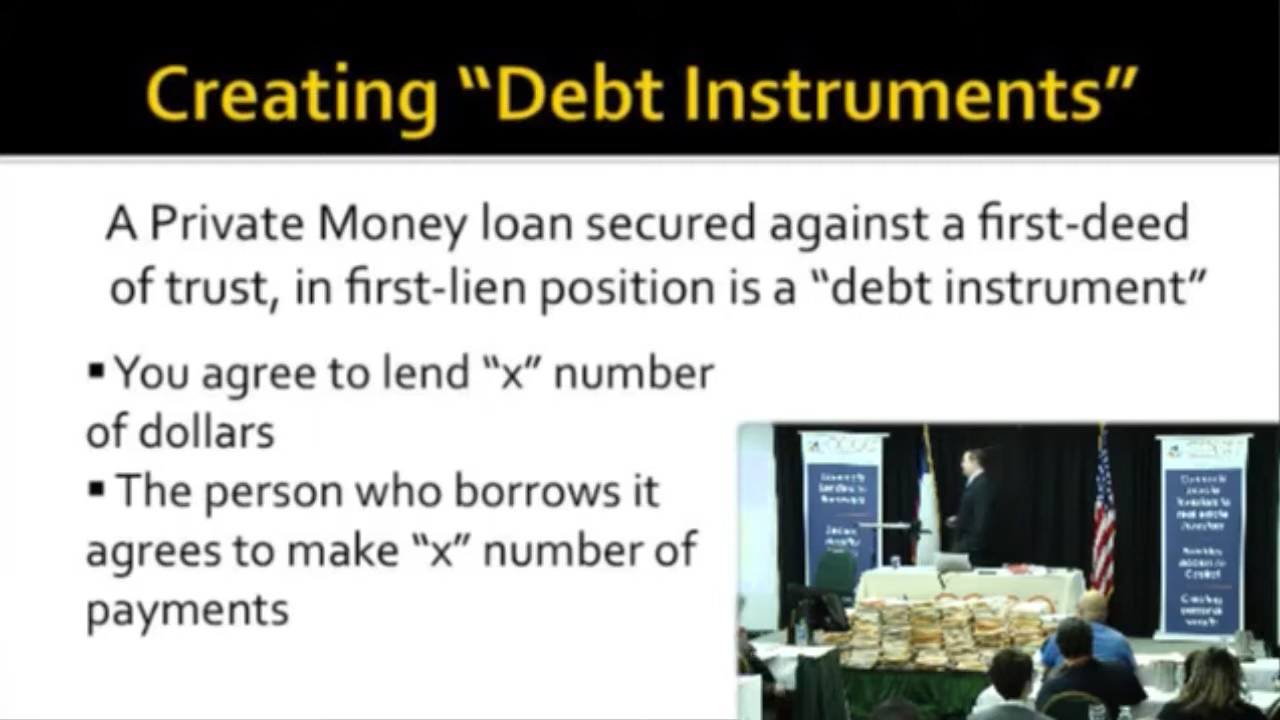 Creating “Debt Instruments”
A Private Money loan secured against a first-deed
of trust, in first-lien position is a “debt instrument”
▪ You agree to lend “x” number
of dollars
▪ The person who borrows it
agrees to make “x” number of
payments